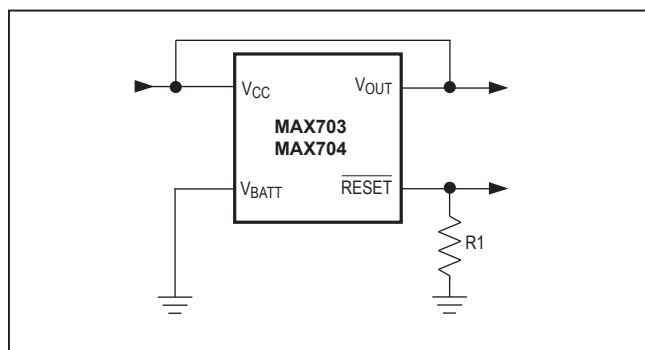 VCC
VOUT
MAX703
MAX704
VBATT
RESET
R1